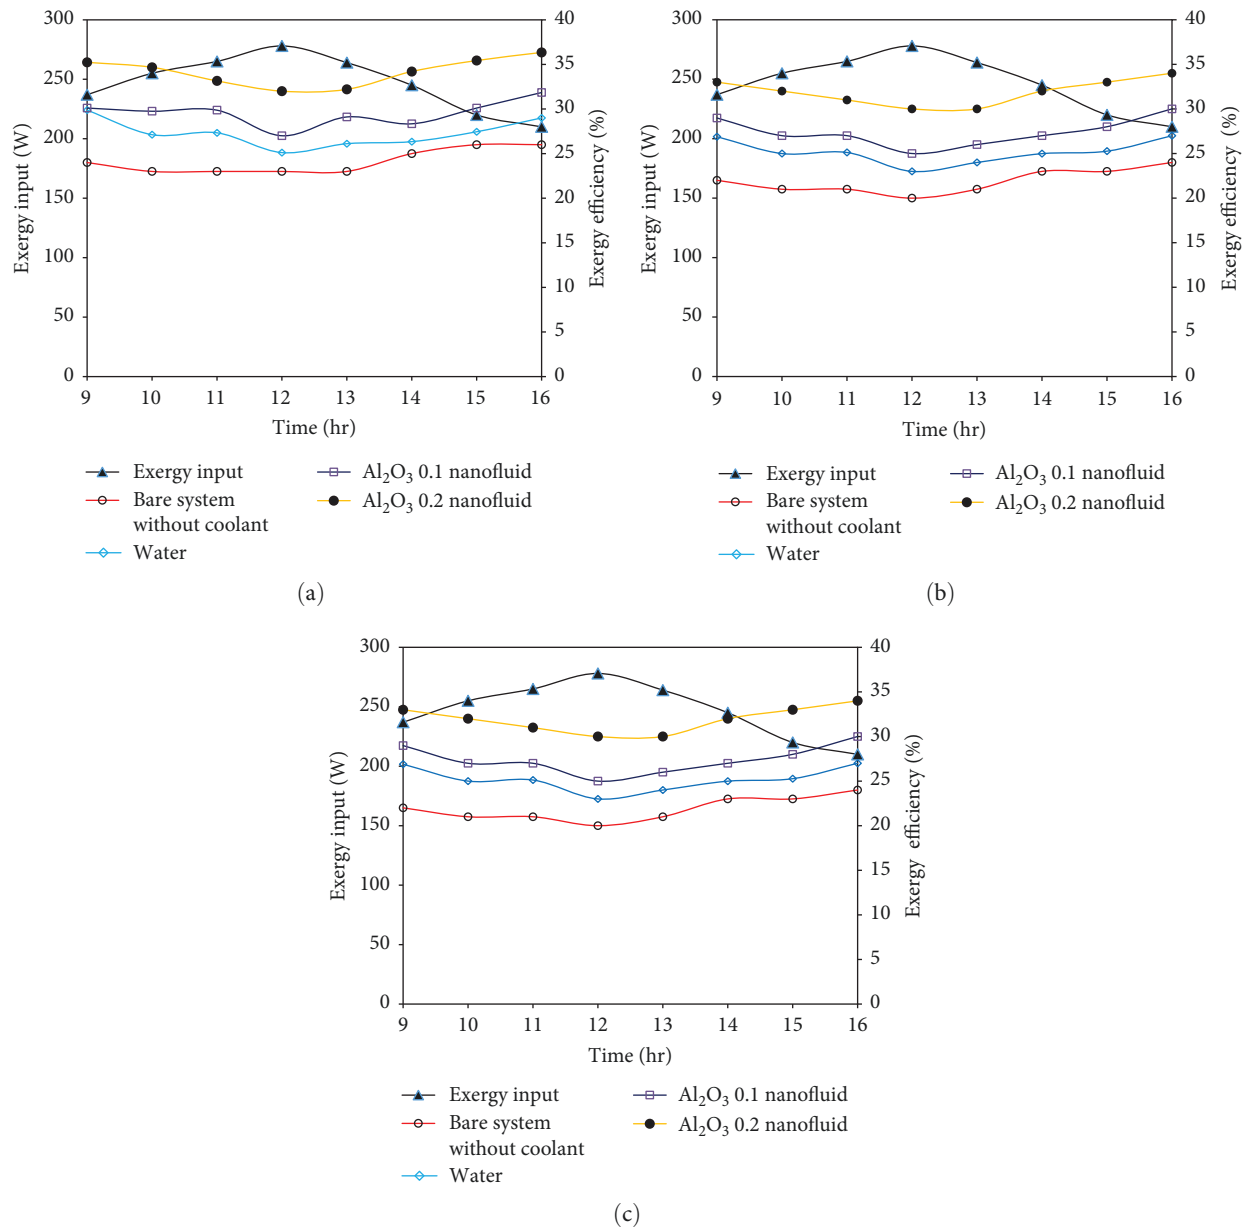 300
250
200
150
100
50
0
Exergy input (W)
40
35
30
25
20
15
10
5
0
Exergy efficiency (%)
9 10 11 12 13 14 15 16
Time (hr)
Exergy input
Bare system
without coolant
Water
Al₂O₃ 0.1 nanofluid
Al₂O₃ 0.2 nanofluid
(a)
300
250
200
150
100
50
0
Exergy input (W)
40
35
30
25
20
15
10
5
0
Exergy efficiency (%)
9 10 11 12 13 14 15 16
Time (hr)
Exergy input
Bare system
without coolant
Water
Al₂O₃ 0.1 nanofluid
Al₂O₃ 0.2 nanofluid
(b)
300
250
200
150
100
50
0
Exergy input (W)
40
35
30
25
20
15
10
5
0
Exergy efficiency (%)
9 10 11 12 13 14 15 16
Time (hr)
Exergy input
Bare system
without coolant
Water
Al₂O₃ 0.1 nanofluid
Al₂O₃ 0.2 nanofluid
(c)